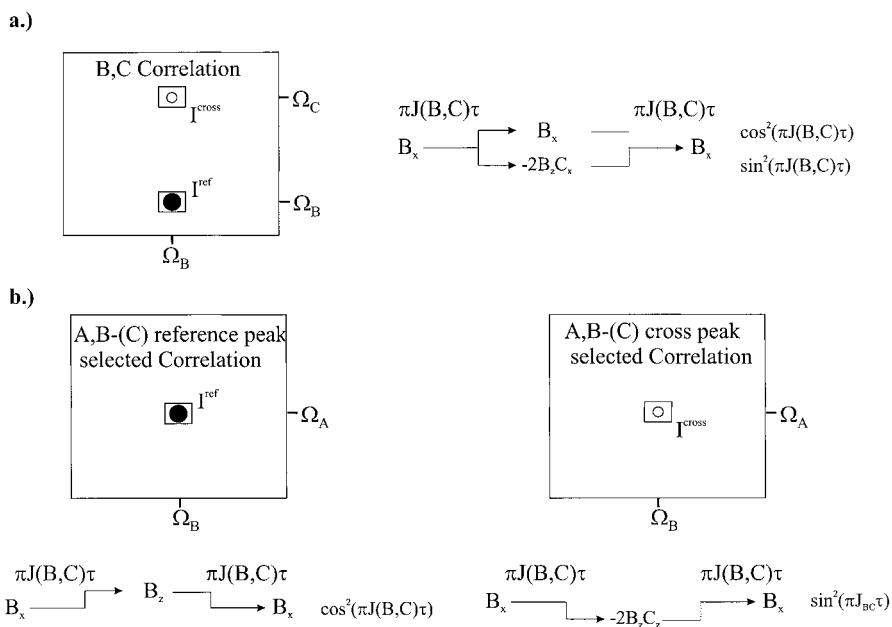 a.)
B,C Correlation
I^cross
Ω_C
I^ref
Ω_B
Ω_B
πJ(B,C)τ πJ(B,C)τ
B_x B_x cos²(πJ(B,C)τ)
-2B_zC_x B_x sin²(πJ(B,C)τ)
b.)
A,B-(C) reference peak
selected Correlation
I^ref
Ω_A
Ω_B
A,B-(C) cross peak
selected Correlation
I^cross
Ω_A
Ω_B
πJ(B,C)τ πJ(B,C)τ
B_x B_z B_x cos²(πJ(B,C)τ)
πJ(B,C)τ πJ(B,C)τ
B_x -2B_zC_z B_x sin²(πJ_BCτ)